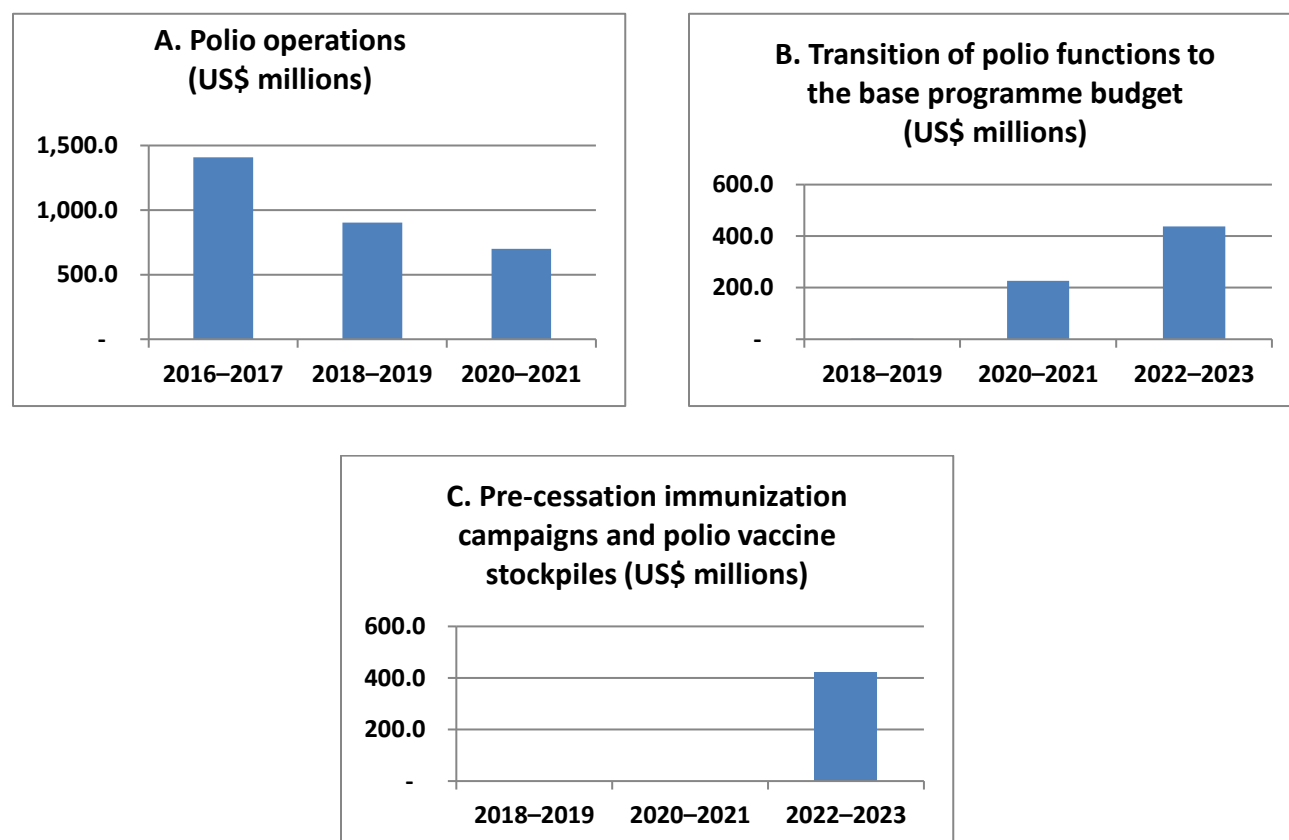 A. Polio operations
(US$ millions)
1,500.0
1,000.0
500.0
-
2016–2017 2018–2019 2020–2021
B. Transition of polio functions to
the base programme budget
(US$ millions)
600.0
400.0
200.0
-
2018–2019 2020–2021 2022–2023
C. Pre-cessation immunization
campaigns and polio vaccine
stockpiles (US$ millions)
600.0
400.0
200.0
-
2018–2019 2020–2021 2022–2023